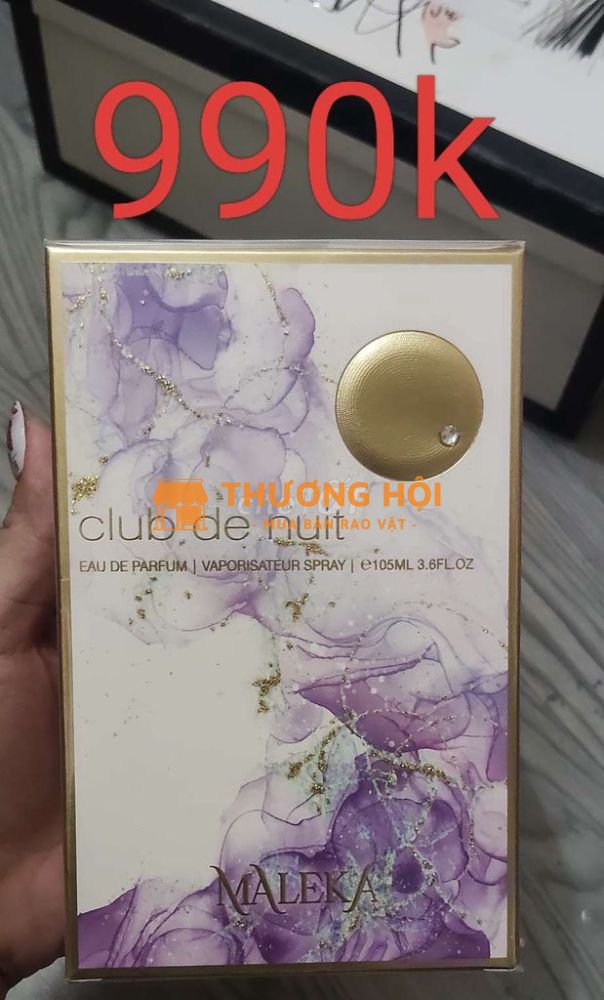 990k
THƯƠNG HỘI
- MUA BÁN RAO VẶT -
club de nuit
EAU DE PARFUM | VAPORISATEUR SPRAY | ℮105ML 3.6FL.OZ
MALEKA